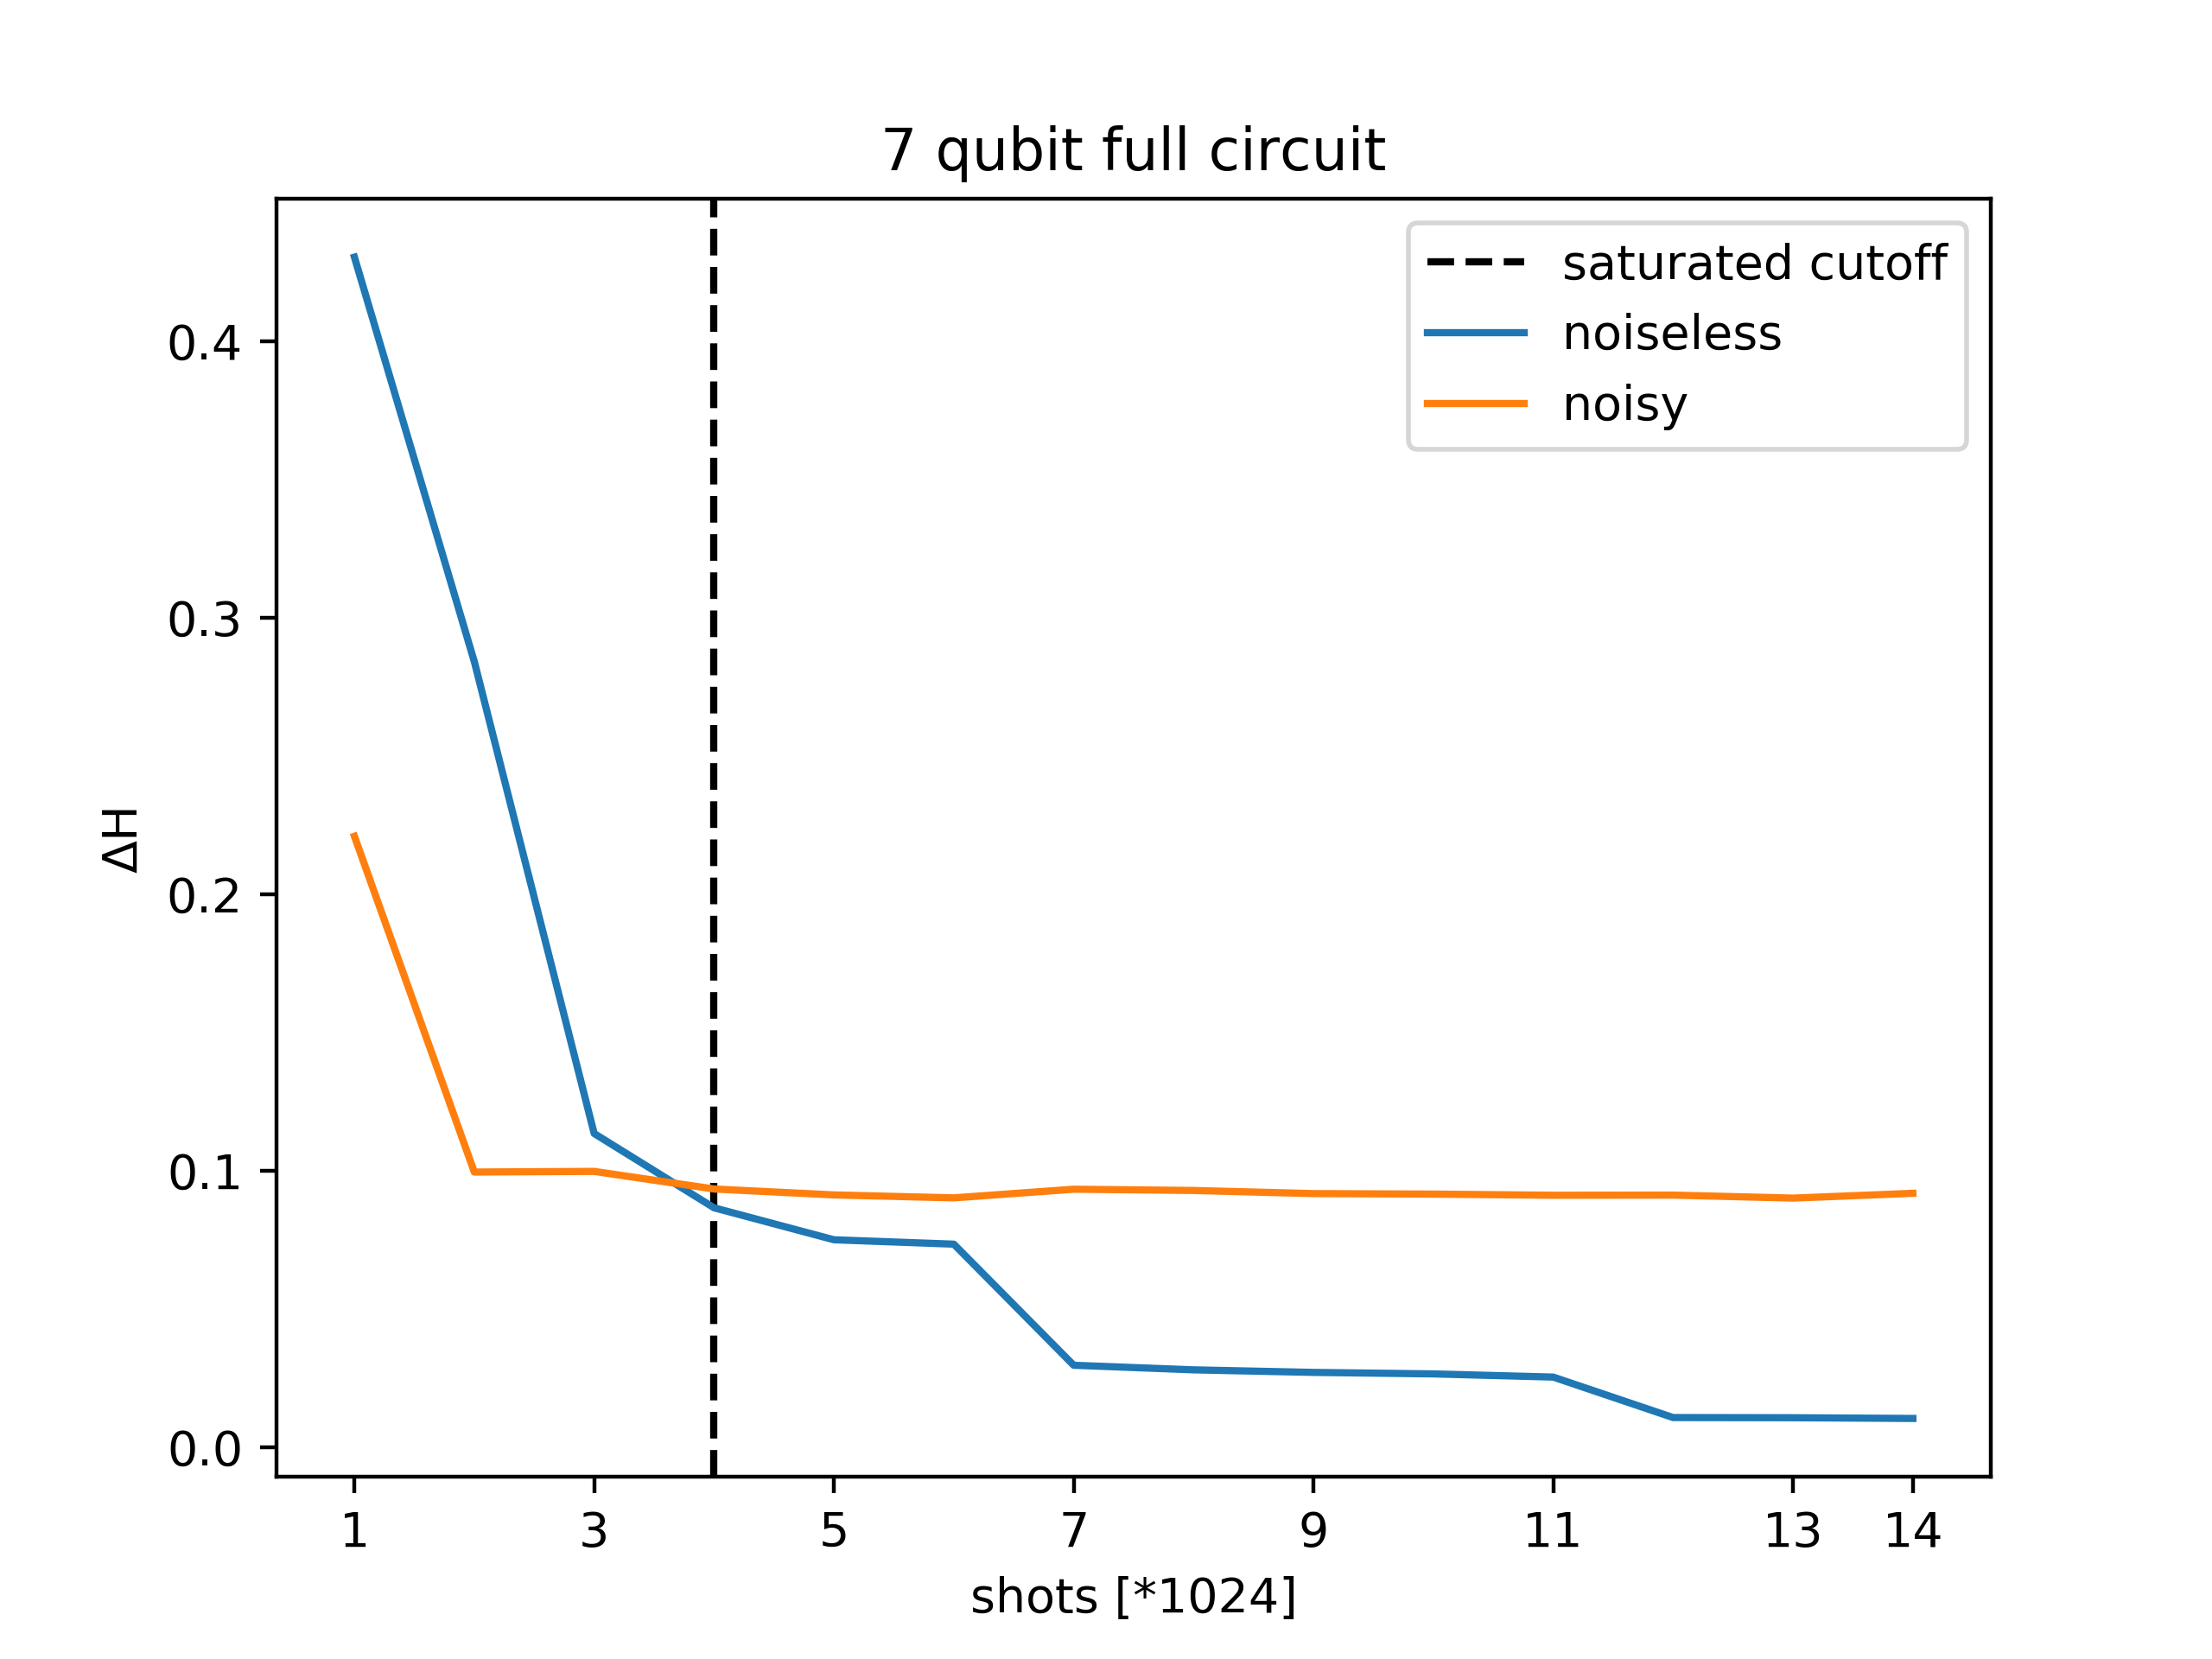 7 qubit full circuit
saturated cutoff
noiseless
noisy
0.4
0.3
0.2
0.1
0.0
ΔH
1 3 5 7 9 11 13 14
shots [*1024]